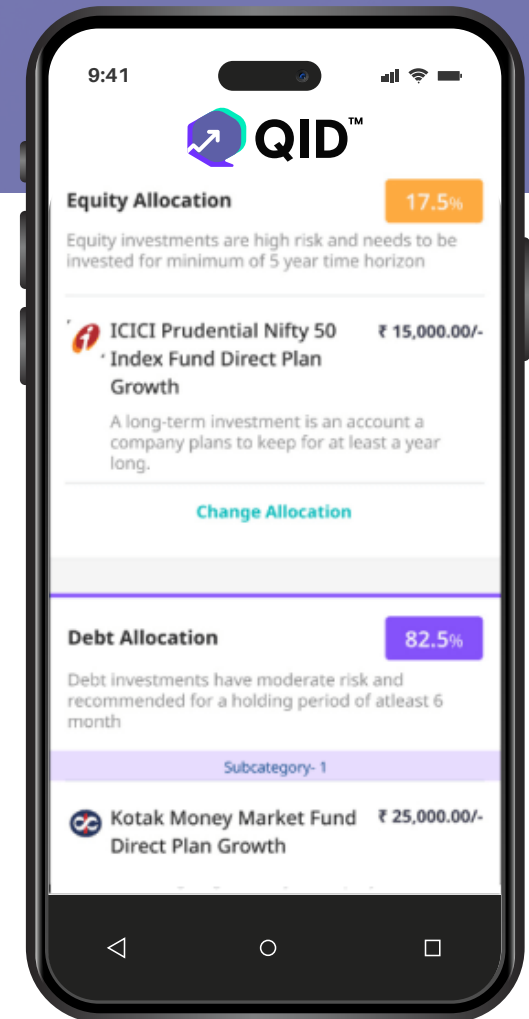 9:41
QID™
Equity Allocation
17.5%
Equity investments are high risk and needs to be
invested for minimum of 5 year time
horizon
ICICI Prudential Nifty 50
₹ 15,000.00/-
Index Fund Direct Plan
Growth
A long-term investment is an account a
company plans to keep for at least a year
long.
Change Allocation
Debt Allocation
82.5%
Debt investments have moderate risk and
recommended for a holding period of atleast 6
month
Subcategory- 1
Kotak Money Market Fund
₹ 25,000.00/-
Direct Plan Growth